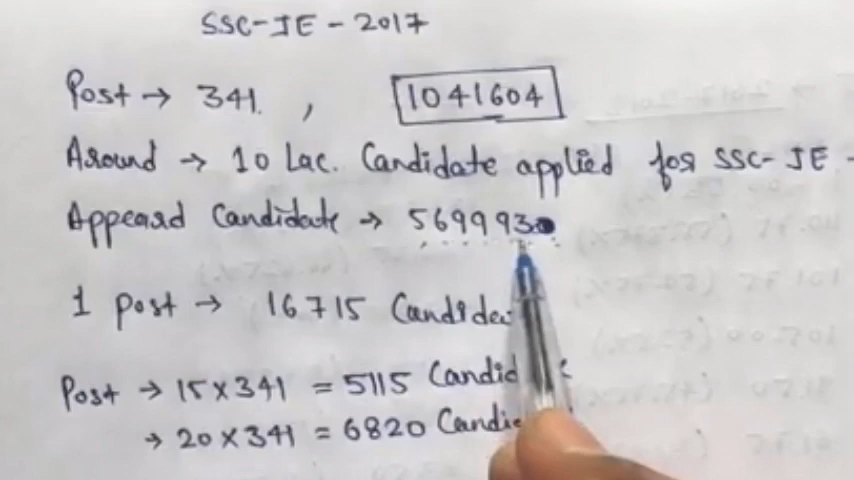 SSC-JE-2017
Post → 341. , 1041604
Around → 10 Lac. Candidate applied for SSC-JE-
Appeard Candidate → 569993
1 post → 16715
Post → 15×341 = 5115
→ 20×341 = 6820